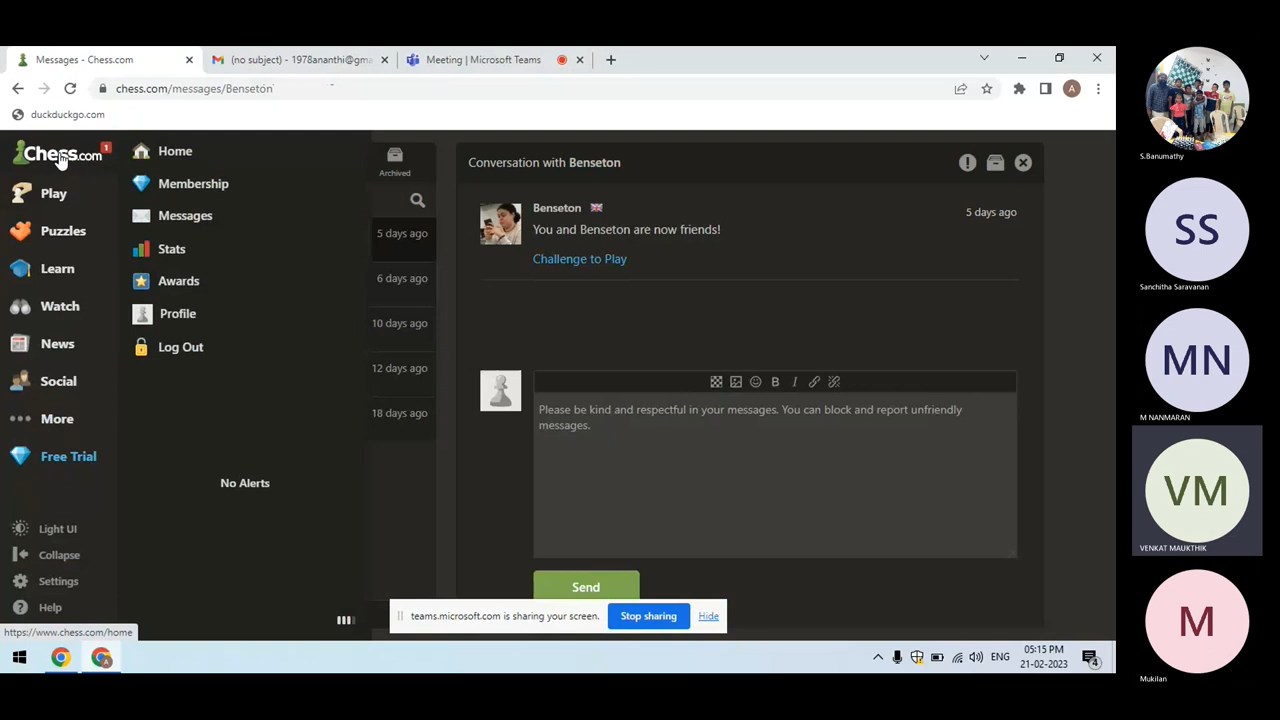 Messages - Chess.com
(no subject) - 1978ananthi@gma
Meeting | Microsoft Teams
chess.com/messages/Benseton
A
duckduckgo.com
Chess.com
1
Play
Puzzles
Learn
Watch
News
Social
More
Free Trial
Light UI
Collapse
Settings
Help
https://www.chess.com/home
Home
Membership
Messages
Stats
Awards
Profile
Log Out
No Alerts
Archived
5 days ago
6 days ago
10 days ago
12 days ago
18 days ago
Conversation with Benseton
Benseton
5 days ago
You and Benseton are now friends!
Challenge to Play
B I
Please be kind and respectful in your messages. You can block and report unfriendly
messages.
Send
teams.microsoft.com is sharing your screen.
Stop sharing
Hide
A
ENG
05:15 PM
21-02-2023
4
S.Banumathy
SS
Sanchitha Saravanan
MN
M NANMARAN
VM
VENKAT MAUKTHIK
M
Mukilan